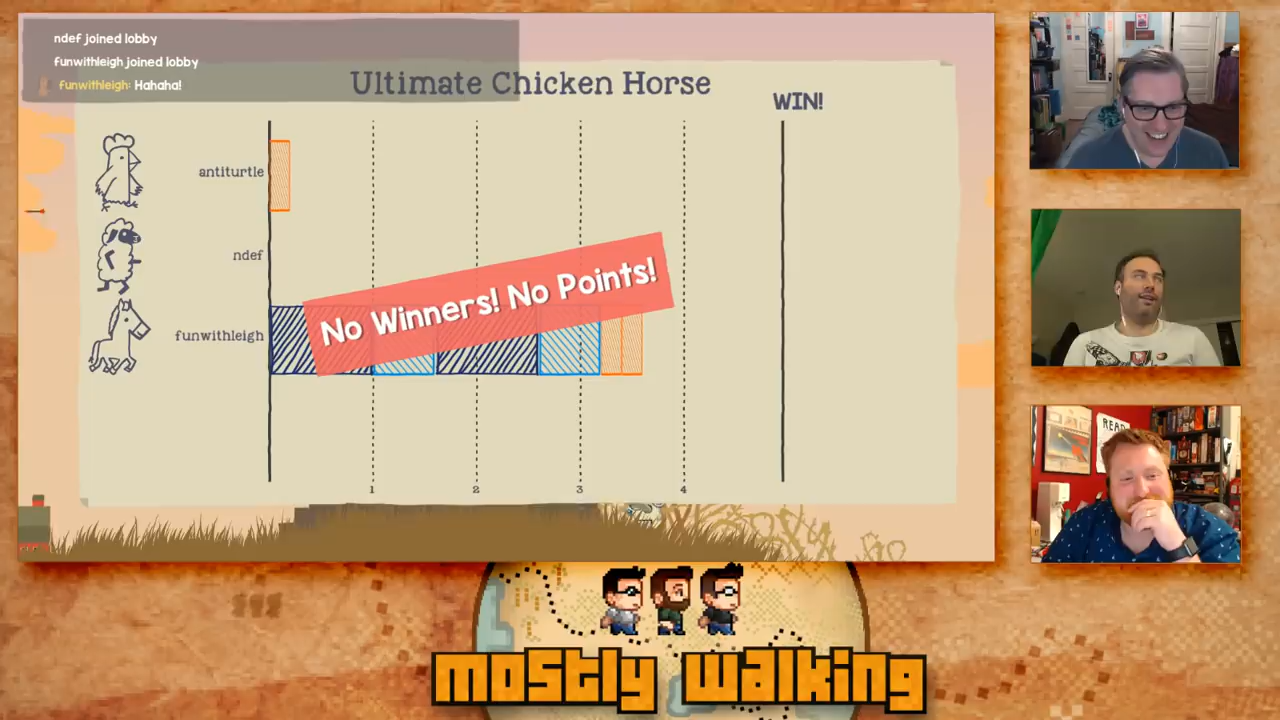 ndef joined lobby
funwithleigh joined lobby
funwithleigh: Hahaha!
Ultimate Chicken Horse
WIN!
antiturtle
ndef
funwithleigh
No Winners! No Points!
1 2 3 4
READ
mostly walking